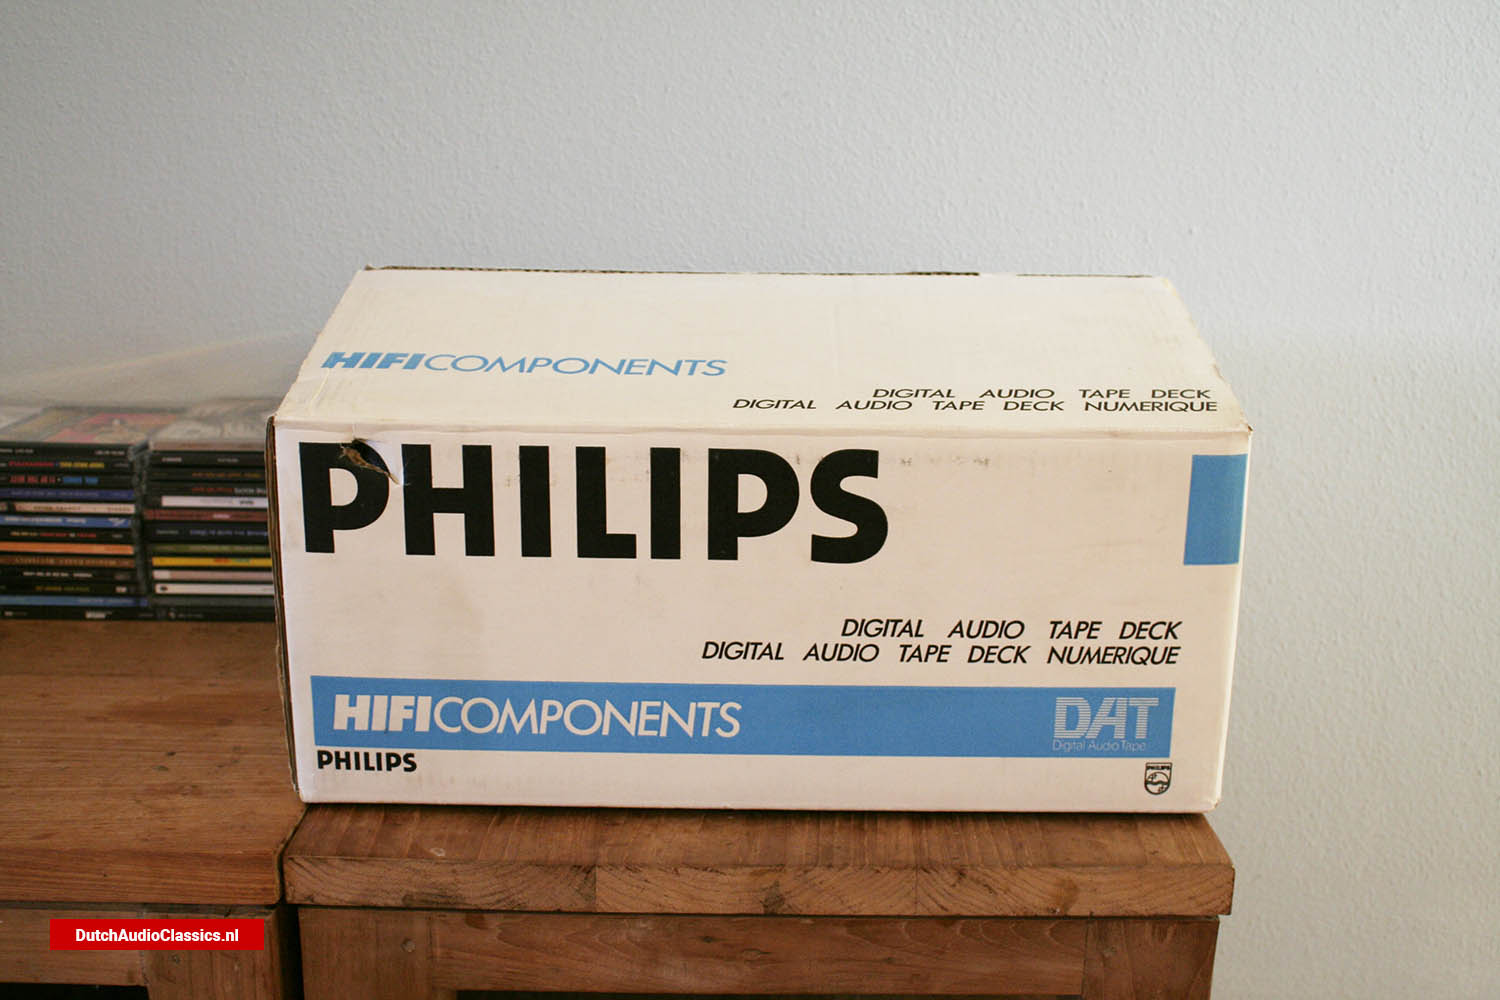 HIFICOMPONENTS
DIGITAL AUDIO TAPE DECK
DIGITAL AUDIO TAPE DECK NUMERIQUE
PHILIPS
DIGITAL AUDIO TAPE DECK
DIGITAL AUDIO TAPE DECK NUMERIQUE
HIFICOMPONENTS
DAT
Digital Audio Tape
PHILIPS
PHILIPS
DutchAudioClassics.nl